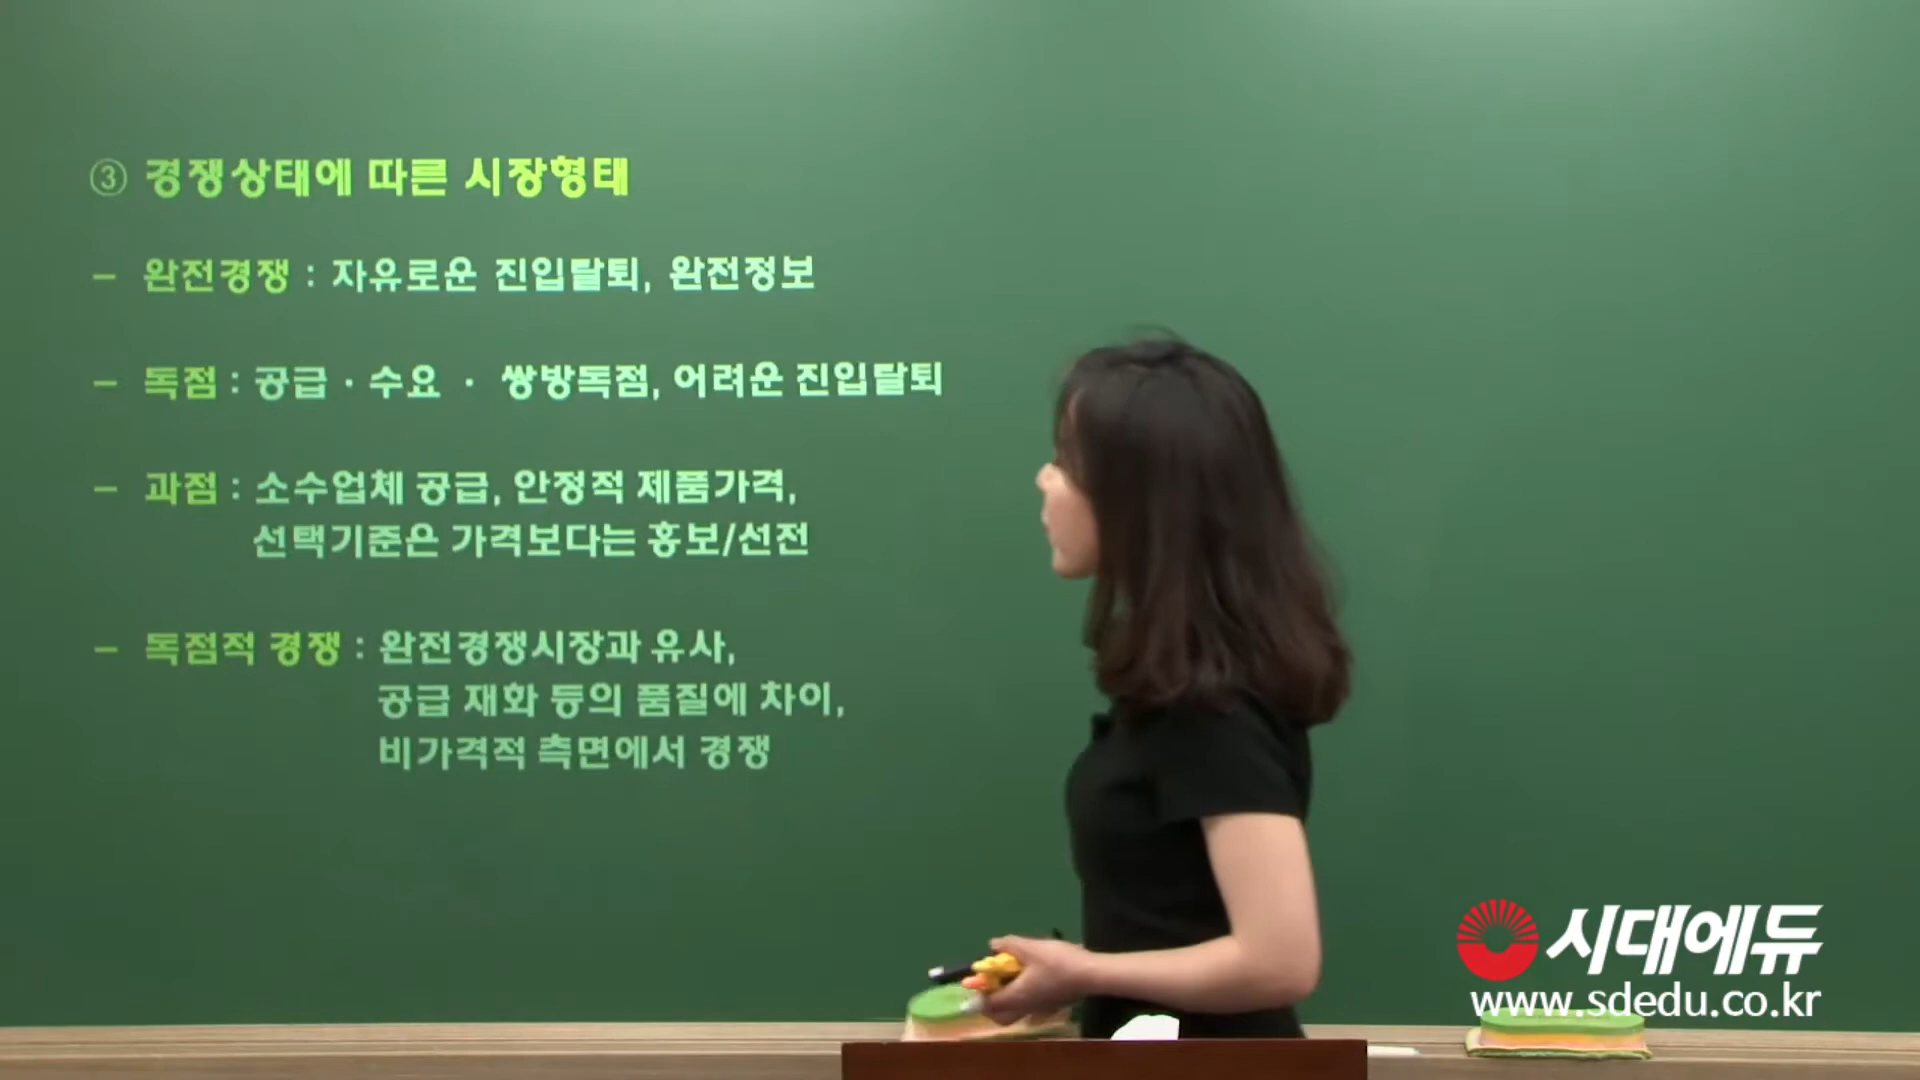 ③ 경쟁상태에 따른 시장형태
- 완전경쟁 : 자유로운 진입탈퇴, 완전정보
- 독점 : 공급 · 수요 · 쌍방독점, 어려운 진입탈퇴
- 과점 : 소수업체 공급, 안정적 제품가격,
선택기준은 가격보다는 홍보/선전
- 독점적 경쟁 : 완전경쟁시장과 유사,
공급 재화 등의 품질에 차이,
비가격적 측면에서 경쟁
시대에듀
www.sdedu.co.kr